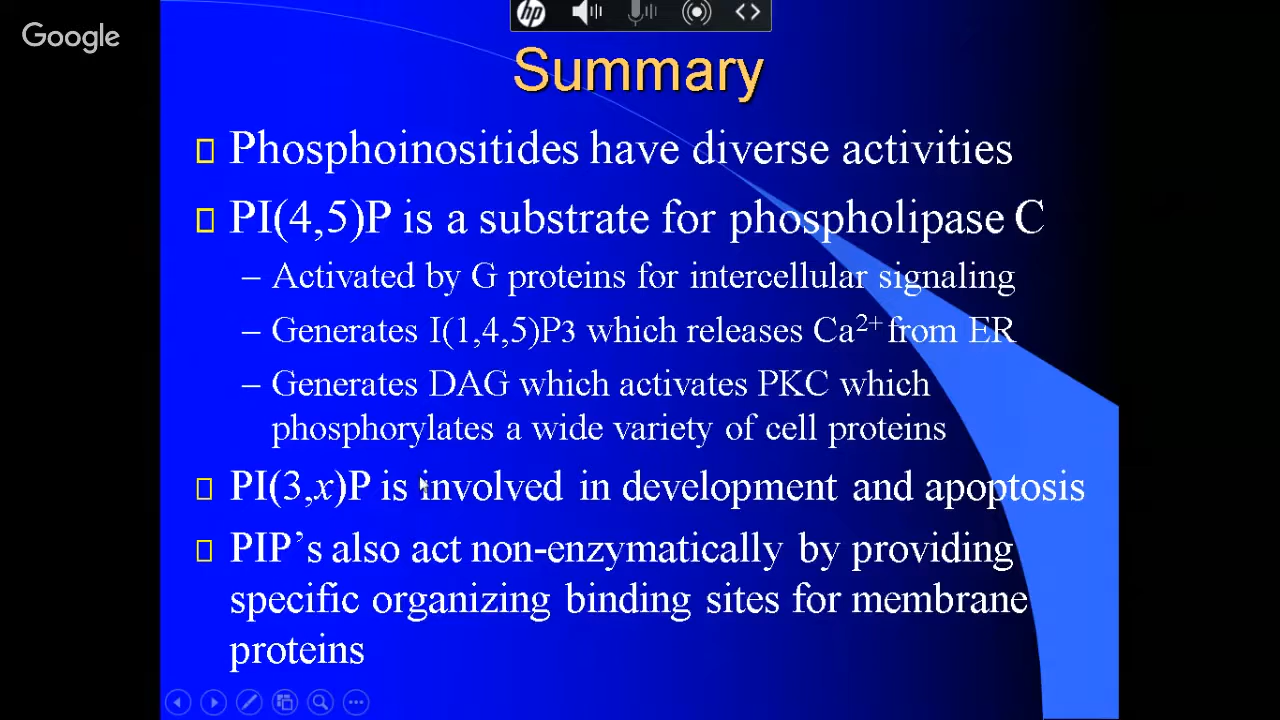 Google
hp
Summary
Phosphoinositides have diverse activities
PI(4,5)P is a substrate for phospholipase C
– Activated by G proteins for intercellular signaling
– Generates I(1,4,5)P3 which releases Ca²⁺ from ER
– Generates DAG which activates PKC which
phosphorylates a wide variety of cell proteins
PI(3,x)P is involved in development and apoptosis
PIP’s also act non-enzymatically by providing
specific organizing binding sites for membrane
proteins